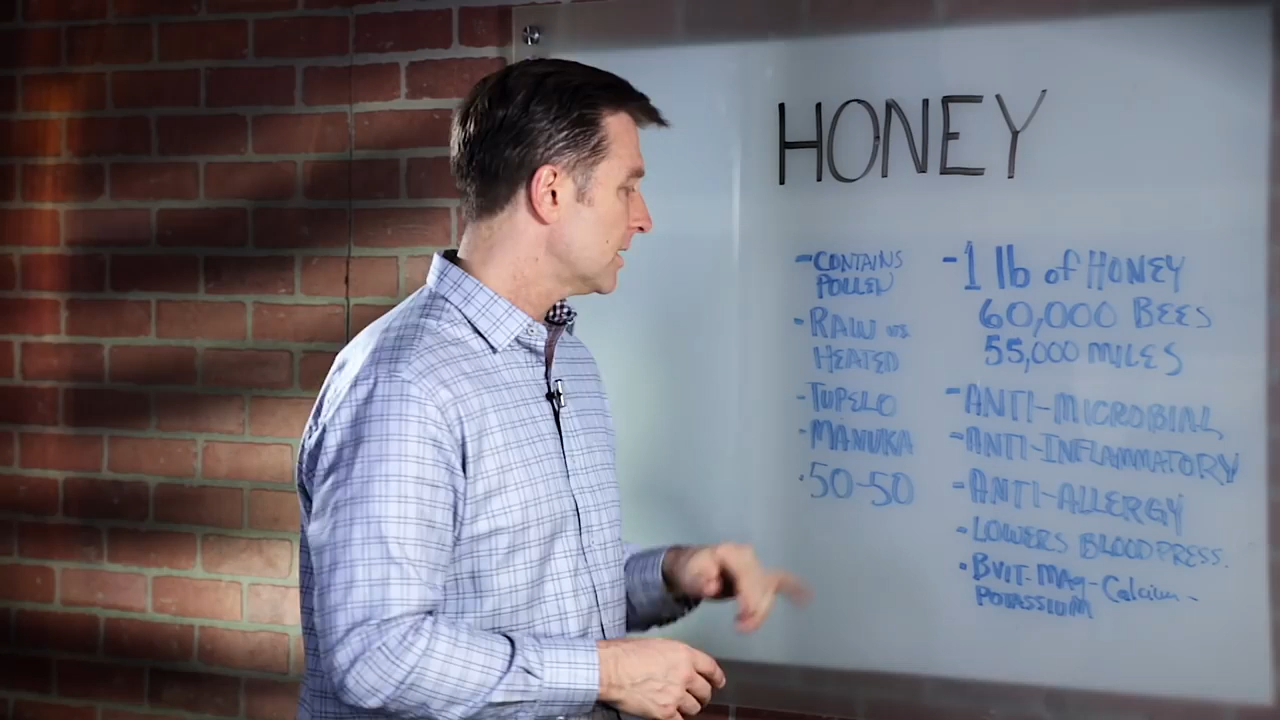 HONEY
-CONTAINS
POLLEN
-RAW vs.
HEATED
-TUPELO
-MANUKA
·50-50
-1 lb of HONEY
60,000 BEES
55,000 MILES
-ANTI-MICROBIAL
-ANTI-INFLAMMATORY
-ANTI-ALLERGY
-LOWERS BLOOD PRESS.
·BVIT-MAg-Calcium-
POTASSIUM